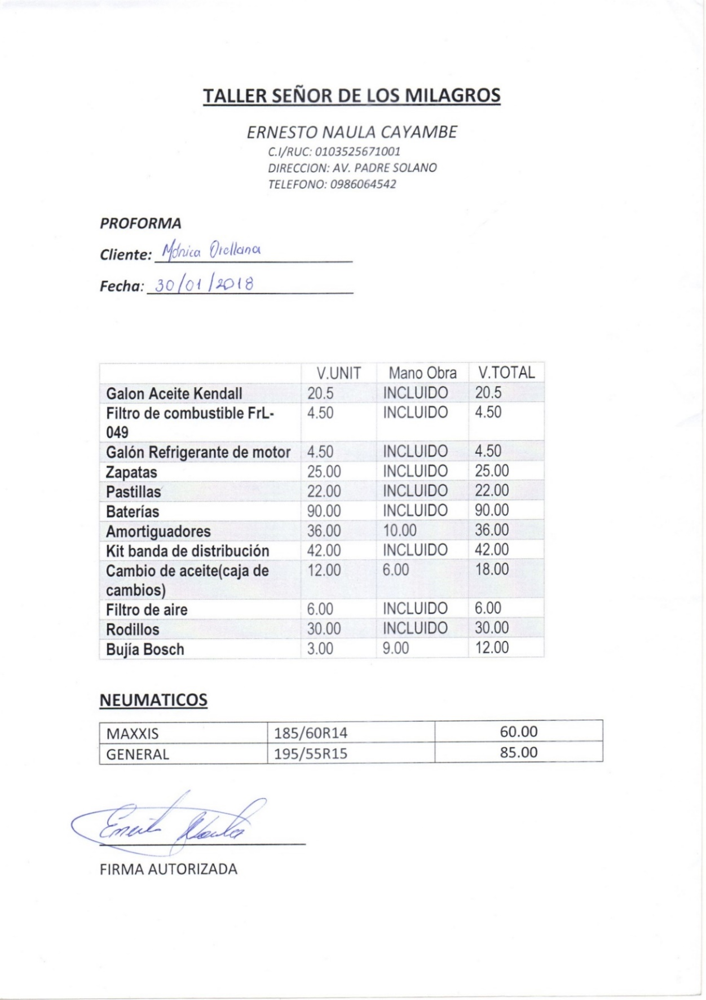 TALLER SEÑOR DE LOS MILAGROS
ERNESTO NAULA CAYAMBE
C.I/RUC: 0103525671001
DIRECCION: AV. PADRE SOLANO
TELEFONO: 0986064542
PROFORMA
Cliente: Mónica Orellana
Fecha: 30/01/2018
V.UNIT Mano Obra V.TOTAL
Galon Aceite Kendall 20.5 INCLUIDO 20.5
Filtro de combustible FrL- 4.50 INCLUIDO 4.50
049
Galón Refrigerante de motor 4.50 INCLUIDO 4.50
Zapatas 25.00 INCLUIDO 25.00
Pastillas 22.00 INCLUIDO 22.00
Baterías 90.00 INCLUIDO 90.00
Amortiguadores 36.00 10.00 36.00
Kit banda de distribución 42.00 INCLUIDO 42.00
Cambio de aceite(caja de 12.00 6.00 18.00
cambios)
Filtro de aire 6.00 INCLUIDO 6.00
Rodillos 30.00 INCLUIDO 30.00
Bujía Bosch 3.00 9.00 12.00
NEUMATICOS
MAXXIS 185/60R14 60.00
GENERAL 195/55R15 85.00
Ernesto Naula
FIRMA AUTORIZADA